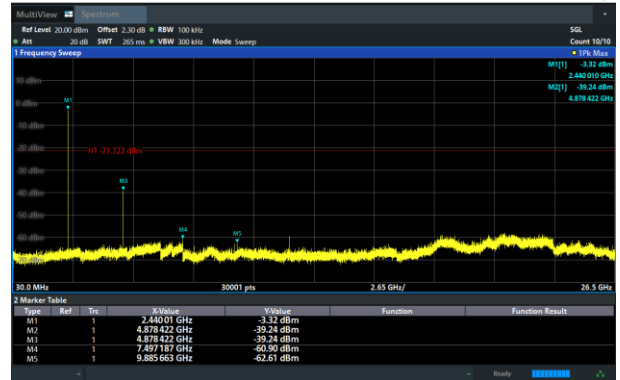 MultiView Spectrum
Ref Level 20.00 dBm Offset 2.30 dB RBW 100 kHz SGL
Att 20 dB SWT 265 ms VBW 300 kHz Mode Sweep Count 10/10
1 Frequency Sweep 1Pk Max
M1[1] -3.32 dBm
2.440 010 GHz
M2[1] -39.24 dBm
4.878 422 GHz
10 dBm
0 dBm
M1
-10 dBm
-20 dBm
H1 -21.322 dBm
-30 dBm
M3
-40 dBm
-50 dBm
M4
M5
-60 dBm
30.0 MHz 30001 pts 2.65 GHz/ 26.5 GHz
2 Marker Table
Type Ref Trc X-Value Y-Value Function Function Result
M1 1 2.440 01 GHz -3.32 dBm
M2 1 4.878 422 GHz -39.24 dBm
M3 1 4.878 422 GHz -39.24 dBm
M4 1 7.497 187 GHz -60.90 dBm
M5 1 9.885 663 GHz -62.61 dBm
Ready